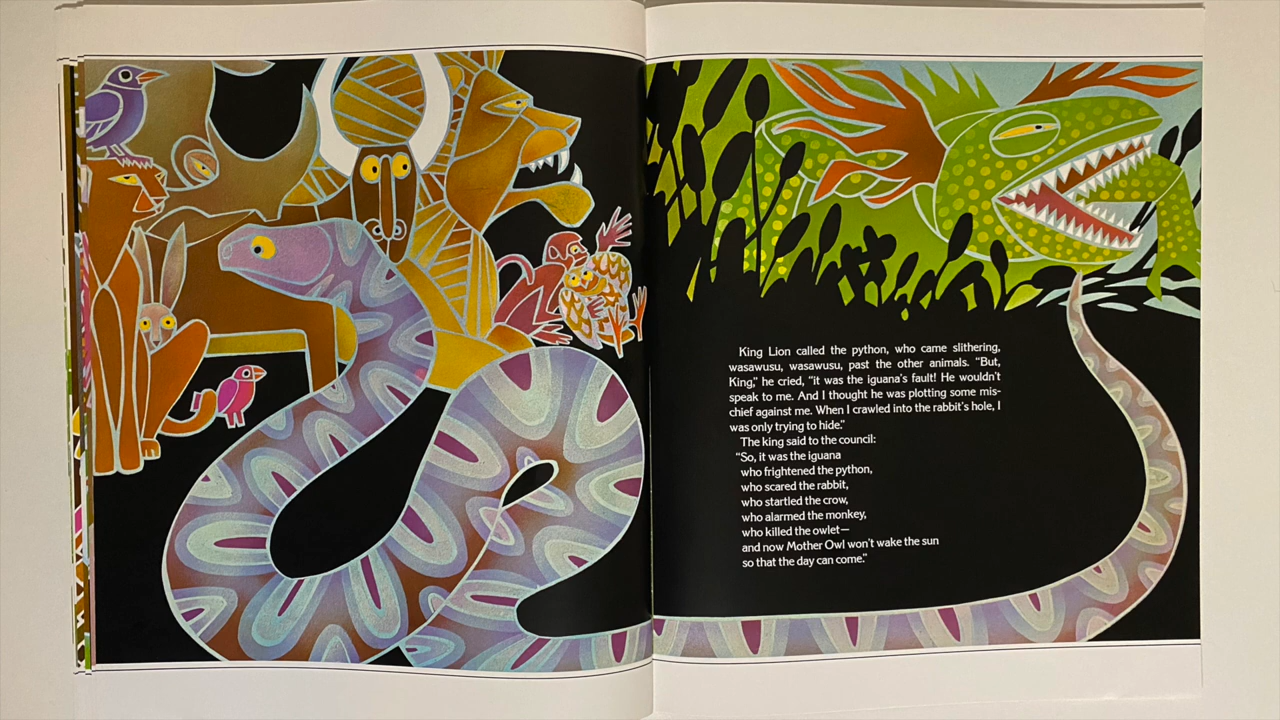 King Lion called the python, who came slithering,
wasawusu, wasawusu, past the other animals. "But,
King," he cried, "it was the iguana's fault! He wouldn't
speak to me. And I thought he was plotting some mis-
chief against me. When I crawled into the rabbit's hole, I
was only trying to hide."
The king said to the council:
"So, it was the iguana
who frightened the python,
who scared the rabbit,
who startled the crow,
who alarmed the monkey,
who killed the owlet—
and now Mother Owl won't wake the sun
so that the day can come."